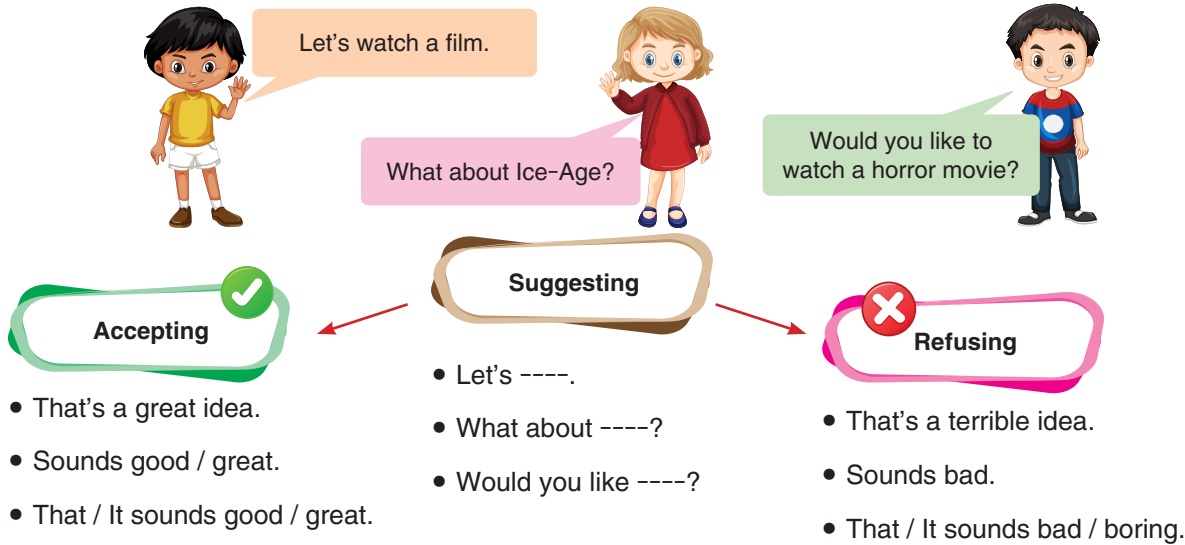 Let's watch a film.
What about Ice-Age?
Would you like to
watch a horror movie?
Suggesting
Accepting
Refusing
• That's a great idea.
• Sounds good / great.
• That / It sounds good / great.
• Let's ----.
• What about ----?
• Would you like ----?
• That's a terrible idea.
• Sounds bad.
• That / It sounds bad / boring.